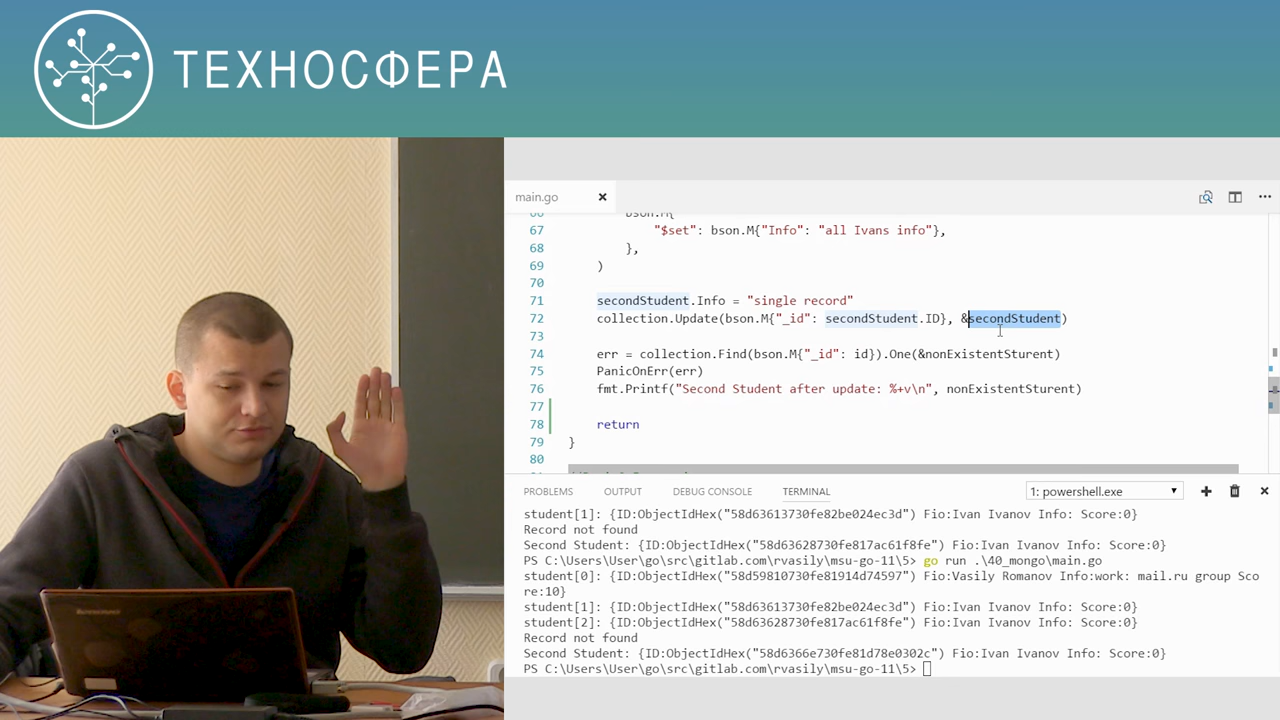 ТЕХНОСФЕРА
main.go
66 bson.M{
67 "$set": bson.M{"Info": "all Ivans info"},
68 },
69 )
70
71 secondStudent.Info = "single record"
72 collection.Update(bson.M{"_id": secondStudent.ID}, &secondStudent)
73
74 err = collection.Find(bson.M{"_id": id}).One(&nonExistentSturent)
75 PanicOnErr(err)
76 fmt.Printf("Second Student after update: %+v\n", nonExistentSturent)
77
78 return
79 }
80
PROBLEMS OUTPUT DEBUG CONSOLE TERMINAL 1: powershell.exe
student[1]: {ID:ObjectIdHex("58d63613730fe82be024ec3d") Fio:Ivan Ivanov Info: Score:0}
Record not found
Second Student: {ID:ObjectIdHex("58d63628730fe817ac61f8fe") Fio:Ivan Ivanov Info: Score:0}
PS C:\Users\User\go\src\gitlab.com\rvasily\msu-go-11\5> go run .\40_mongo\main.go
student[0]: {ID:ObjectIdHex("58d59810730fe81914d74597") Fio:Vasily Romanov Info:work: mail.ru group Sco
re:10}
student[1]: {ID:ObjectIdHex("58d63613730fe82be024ec3d") Fio:Ivan Ivanov Info: Score:0}
student[2]: {ID:ObjectIdHex("58d63628730fe817ac61f8fe") Fio:Ivan Ivanov Info: Score:0}
Record not found
Second Student: {ID:ObjectIdHex("58d6366e730fe81d78e0302c") Fio:Ivan Ivanov Info: Score:0}
PS C:\Users\User\go\src\gitlab.com\rvasily\msu-go-11\5>